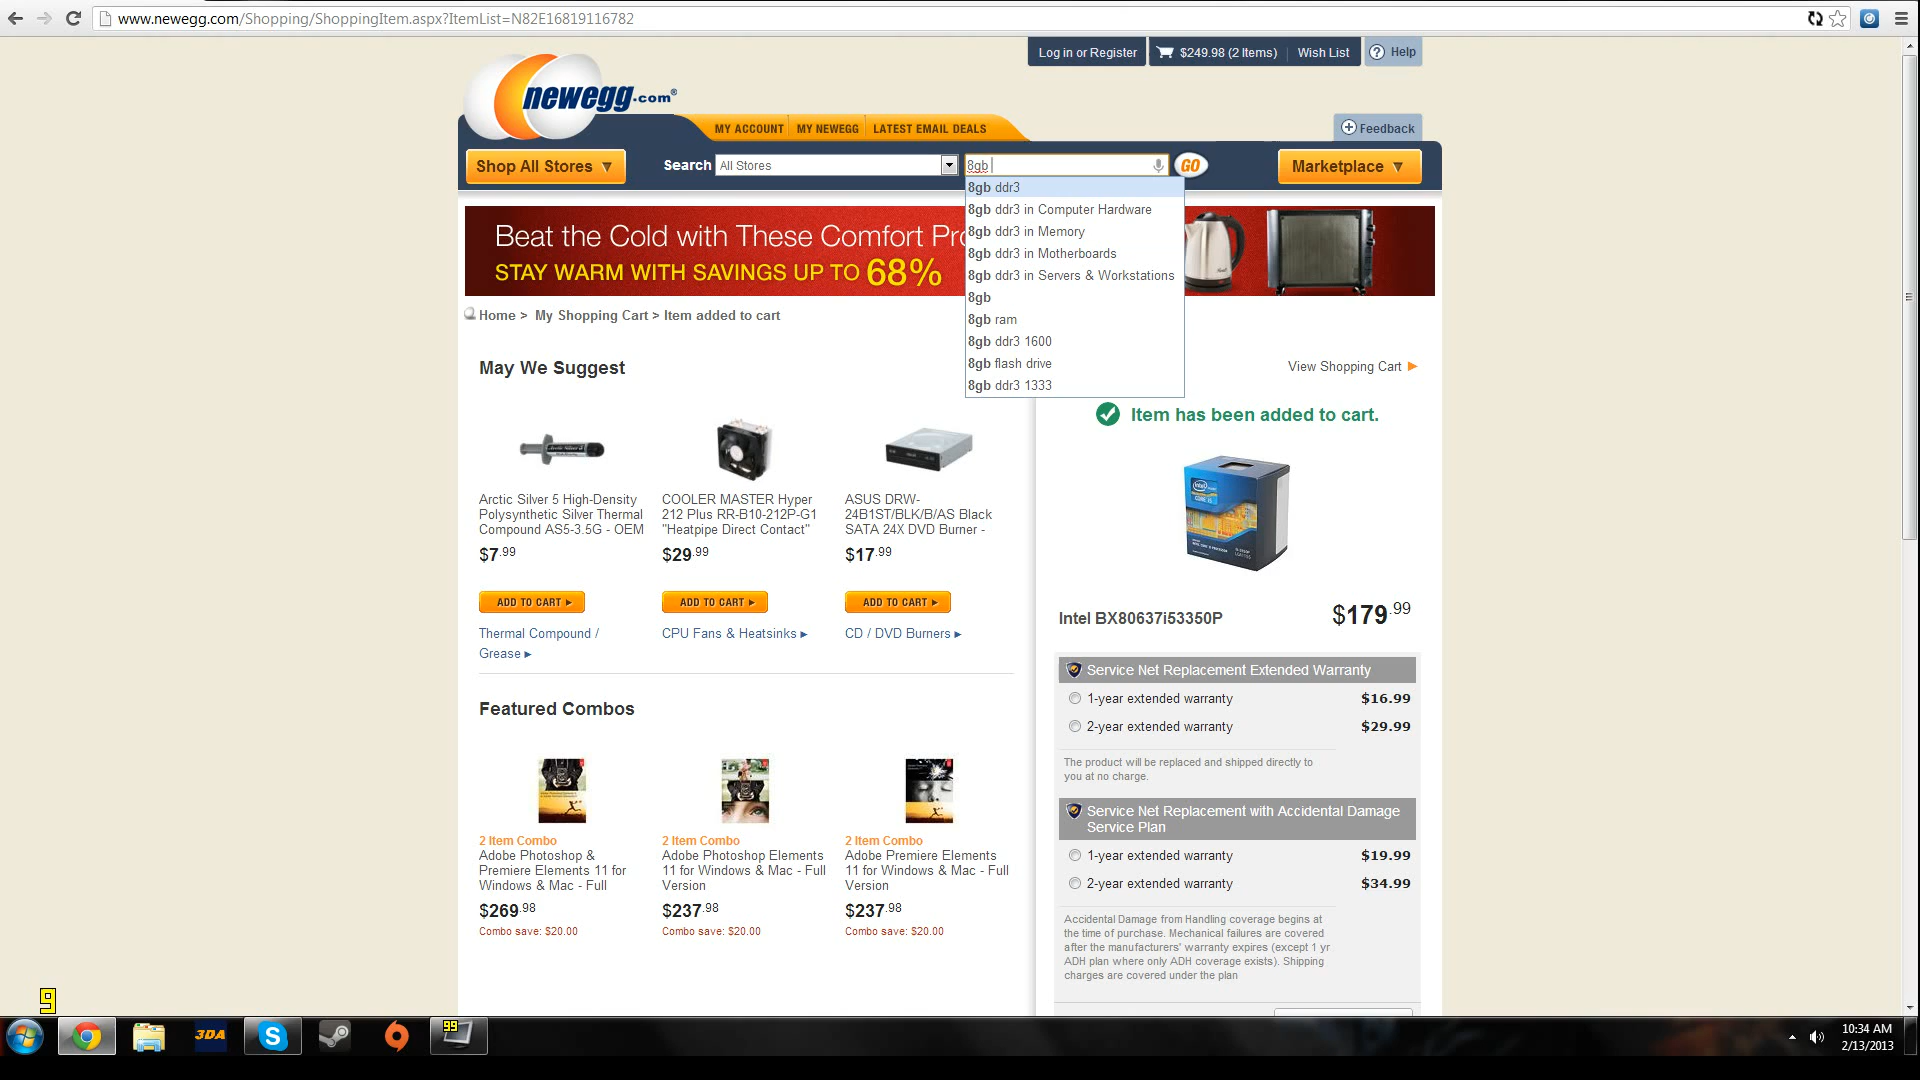 www.newegg.com/Shopping/ShoppingItem.aspx?ItemList=N82E16819116782
Log in or Register
$249.98 (2 Items)
Wish List
Help
newegg.com®
MY ACCOUNT
MY NEWEGG
LATEST EMAIL DEALS
Feedback
Shop All Stores ▼
Search
All Stores
8gb
GO
Marketplace ▼
8gb ddr3
8gb ddr3 in Computer Hardware
8gb ddr3 in Memory
8gb ddr3 in Motherboards
8gb ddr3 in Servers & Workstations
8gb
8gb ram
8gb ddr3 1600
8gb flash drive
8gb ddr3 1333
Beat the Cold with These Comfort Pro
STAY WARM WITH SAVINGS UP TO 68%
Home > My Shopping Cart > Item added to cart
May We Suggest
View Shopping Cart
Item has been added to cart.
Arctic Silver 5 High-Density
Polysynthetic Silver Thermal
Compound AS5-3.5G - OEM
$7.99
ADD TO CART
Thermal Compound /
Grease
COOLER MASTER Hyper
212 Plus RR-B10-212P-G1
"Heatpipe Direct Contact"
$29.99
ADD TO CART
CPU Fans & Heatsinks
ASUS DRW-
24B1ST/BLK/B/AS Black
SATA 24X DVD Burner -
$17.99
ADD TO CART
CD / DVD Burners
Intel BX80637i53350P
$179.99
Service Net Replacement Extended Warranty
1-year extended warranty $16.99
2-year extended warranty $29.99
The product will be replaced and shipped directly to
you at no charge.
Service Net Replacement with Accidental Damage
Service Plan
1-year extended warranty $19.99
2-year extended warranty $34.99
Accidental Damage from Handling coverage begins at
the time of purchase. Mechanical failures are covered
after the manufacturers' warranty expires (except 1 yr
ADH plan where only ADH coverage exists). Shipping
charges are covered under the plan
Featured Combos
2 Item Combo
Adobe Photoshop &
Premiere Elements 11 for
Windows & Mac - Full
$269.98
Combo save: $20.00
2 Item Combo
Adobe Photoshop Elements
11 for Windows & Mac - Full
Version
$237.98
Combo save: $20.00
2 Item Combo
Adobe Premiere Elements
11 for Windows & Mac - Full
Version
$237.98
Combo save: $20.00
9
3DA
99
10:34 AM
2/13/2013